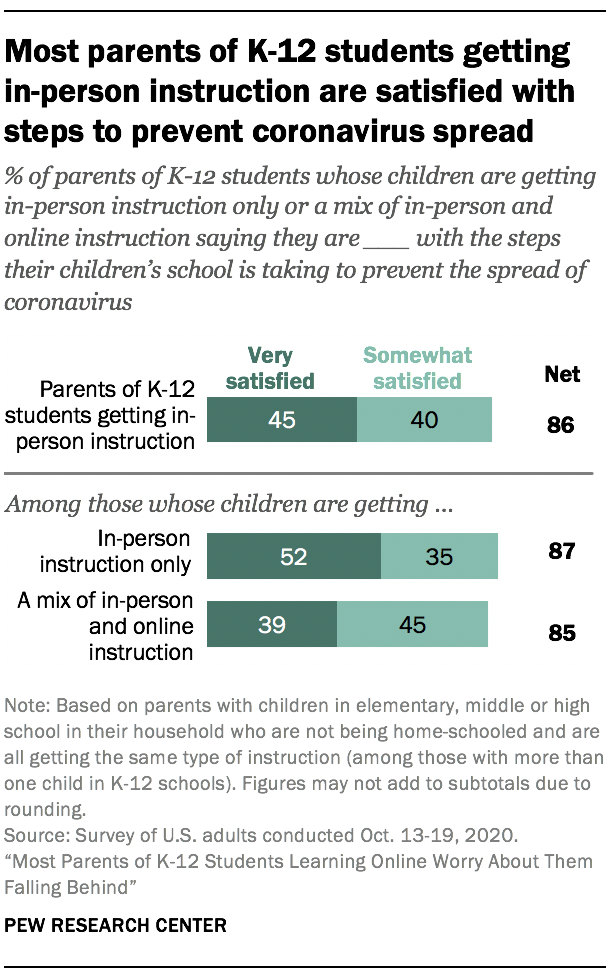 Most parents of K-12 students getting
in-person instruction are satisfied with
steps to prevent coronavirus spread
% of parents of K-12 students whose children are getting
in-person instruction only or a mix of in-person and
online instruction saying they are ___ with the steps
their children's school is taking to prevent the spread of
coronavirus
Very
satisfied
Somewhat
satisfied
Net
Parents of K-12
students getting in-
person instruction
45
40
86
Among those whose children are getting ...
In-person
instruction only
52
35
87
A mix of in-person
and online
instruction
39
45
85
Note: Based on parents with children in elementary, middle or high
school in their household who are not being home-schooled and are
all getting the same type of instruction (among those with more than
one child in K-12 schools). Figures may not add to subtotals due to
rounding.
Source: Survey of U.S. adults conducted Oct. 13-19, 2020.
“Most Parents of K-12 Students Learning Online Worry About Them
Falling Behind”
PEW RESEARCH CENTER